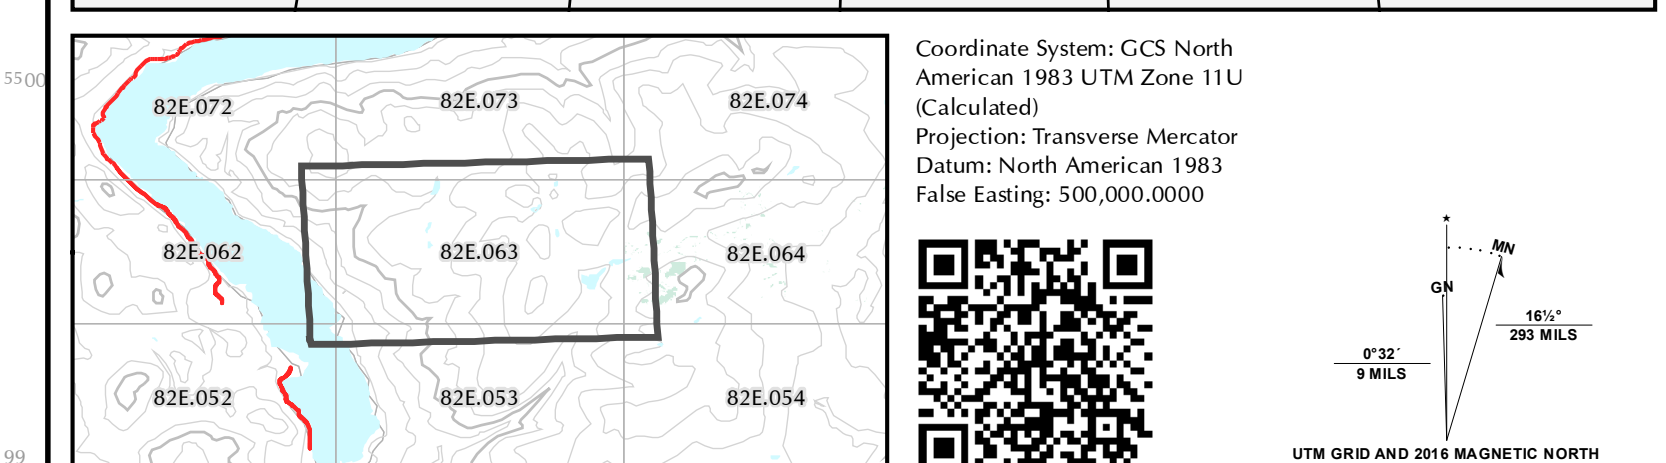 5500
82E.072
82E.073
82E.074
82E.062
82E.063
82E.064
82E.052
82E.053
82E.054
99
Coordinate System: GCS North
American 1983 UTM Zone 11U
(Calculated)
Projection: Transverse Mercator
Datum: North American 1983
False Easting: 500,000.0000
MN
GN
16½°
293 MILS
0°32´
9 MILS
UTM GRID AND 2016 MAGNETIC NORTH